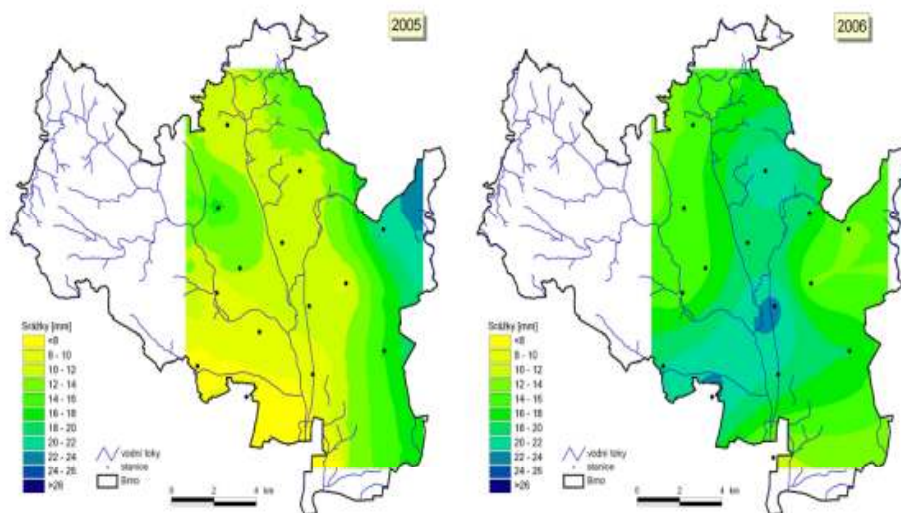 2005
Srážky [mm]
<8
8 - 10
10 - 12
12 - 14
14 - 16
16 - 18
18 - 20
20 - 22
22 - 24
24 - 26
>26
vodní toky
stanice
Brno
0 2 4 km
2006
Srážky [mm]
<8
8 - 10
10 - 12
12 - 14
14 - 16
16 - 18
18 - 20
20 - 22
22 - 24
24 - 26
>26
vodní toky
stanice
Brno
0 2 4 km